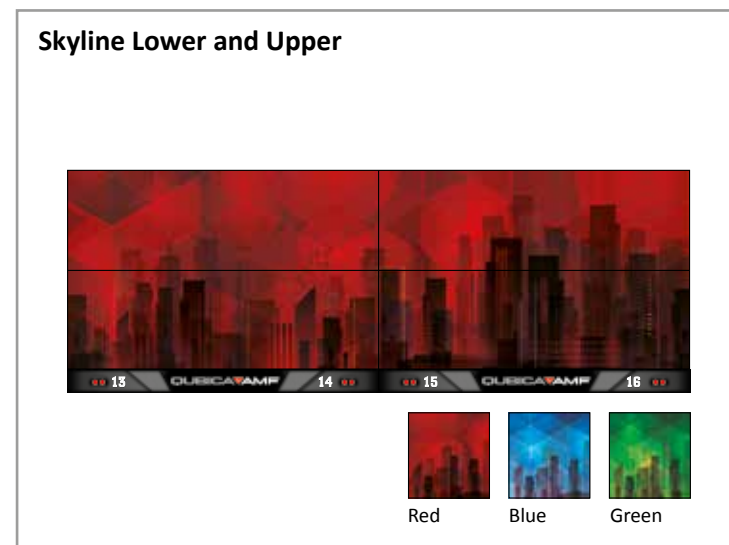 Skyline Lower and Upper
13 QUBICAAMF 14 15 QUBICAAMF 16
Red Blue Green